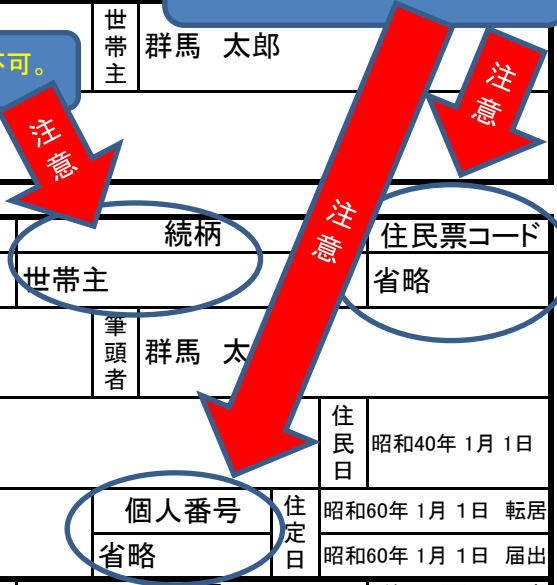 世帯主
群馬 太郎
不可。
注意
注意
注意
続柄
住民票コード
世帯主
省略
筆頭者
群馬 太
住民日
昭和40年 1月 1日
個人番号
住定日
昭和60年 1月 1日 転居
省略
昭和60年 1月 1日 届出